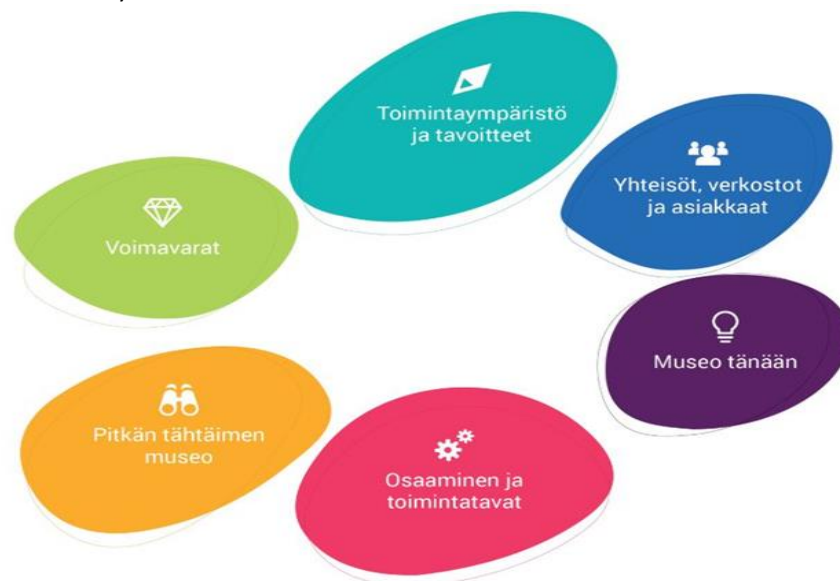 Toimintaympäristö
ja tavoitteet
Yhteisöt, verkostot
ja asiakkaat
Voimavarat
Museo tänään
Pitkän tähtäimen
museo
Osaaminen ja
toimintatavat